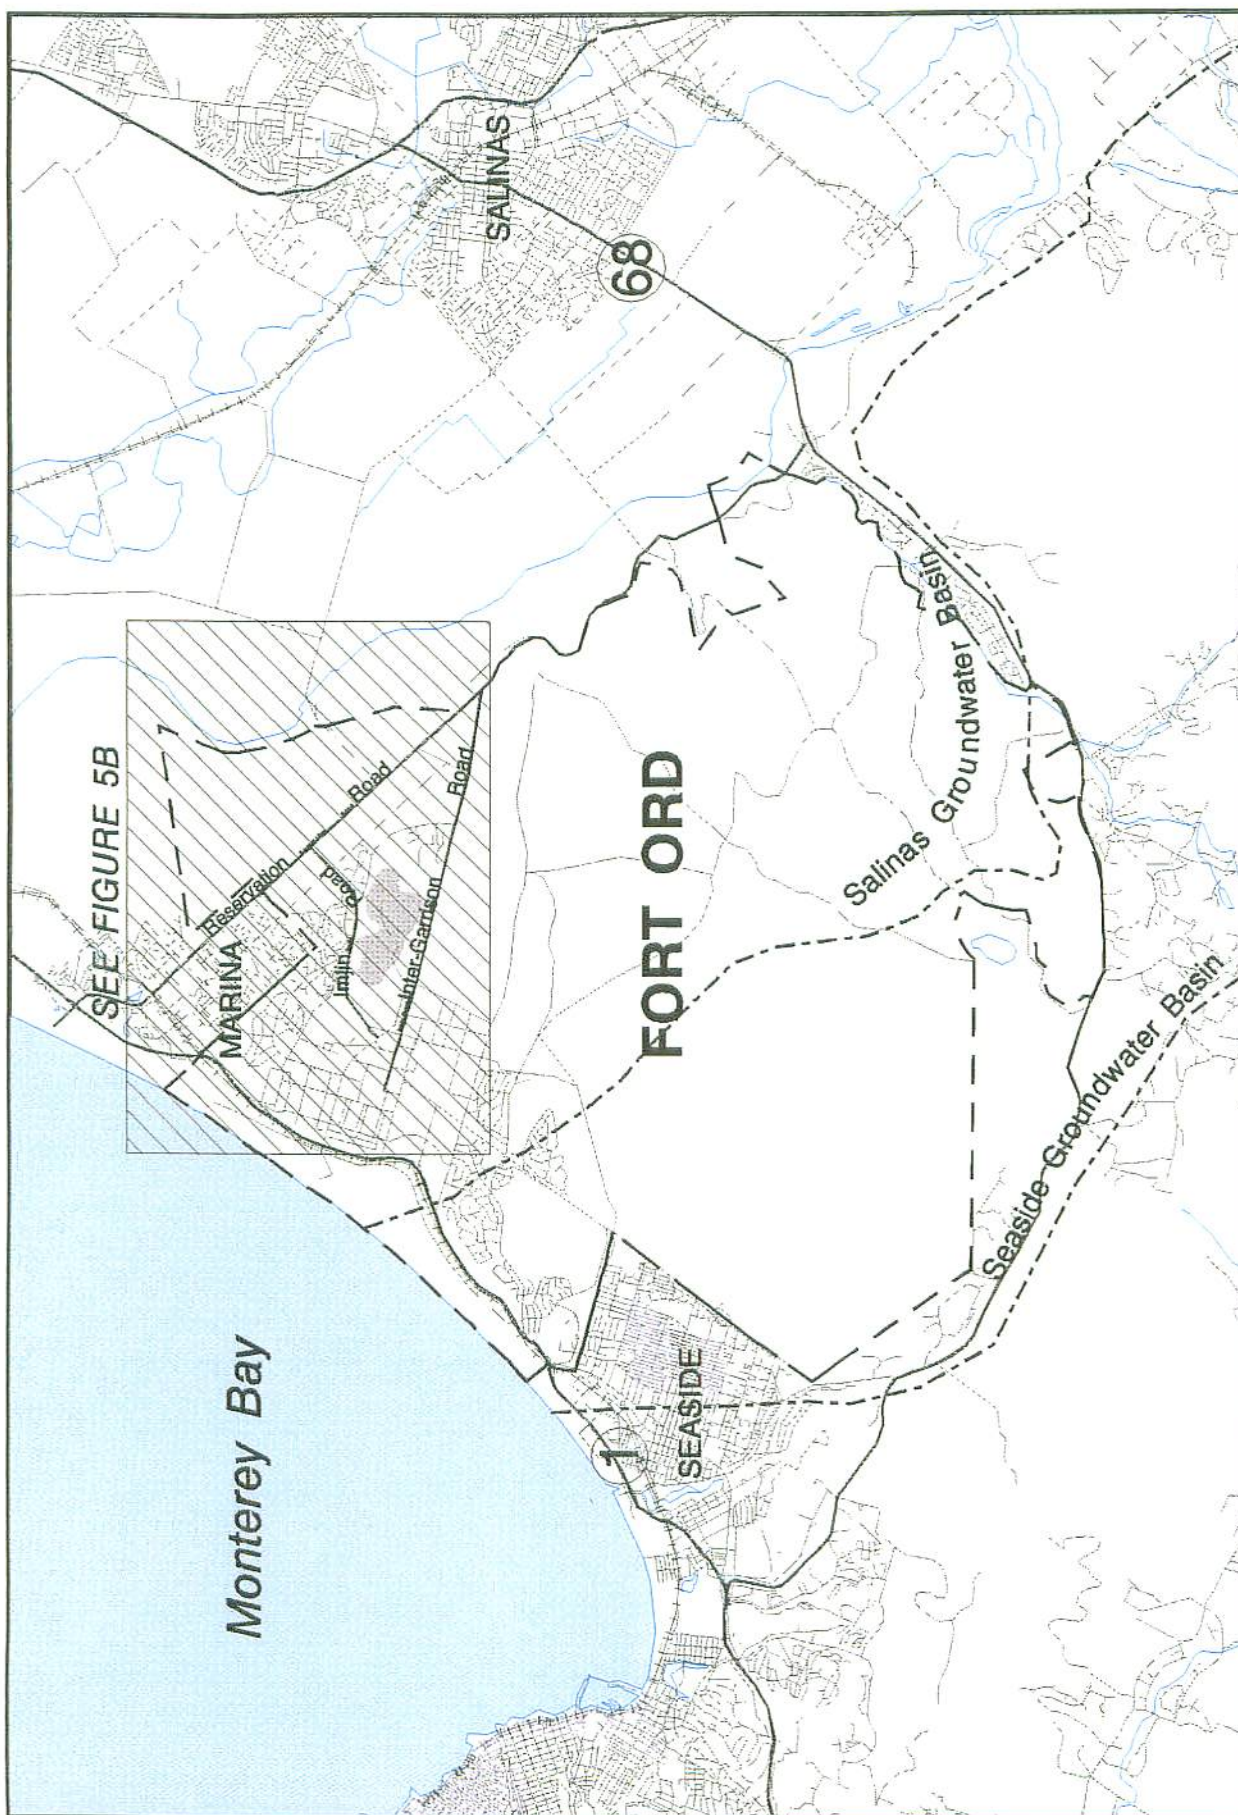 SEE FIGURE 5B
Monterey Bay
MARINA
Reservation Road
Imjin Road
Inter-Garrison Road
SALINAS
68
FORT ORD
Salinas Groundwater Basin
SEASIDE
1
Seaside Groundwater Basin